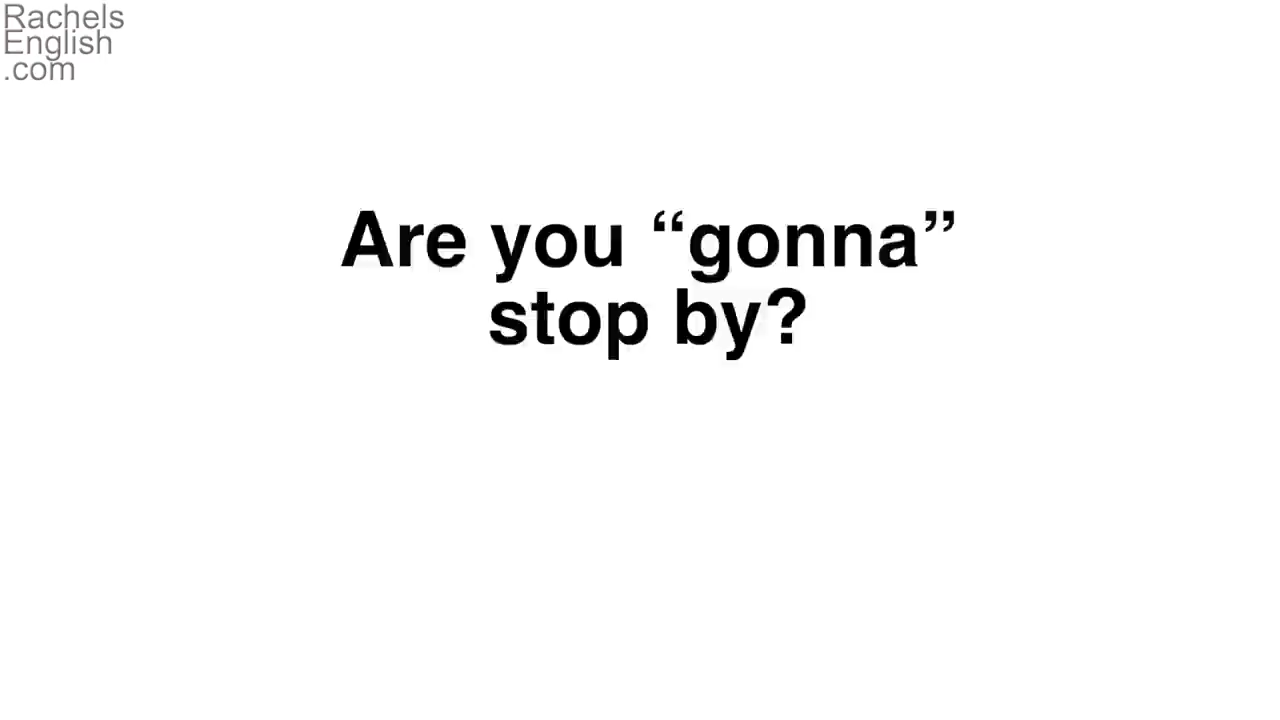 Rachels
English
.com
Are you “gonna”
stop by?